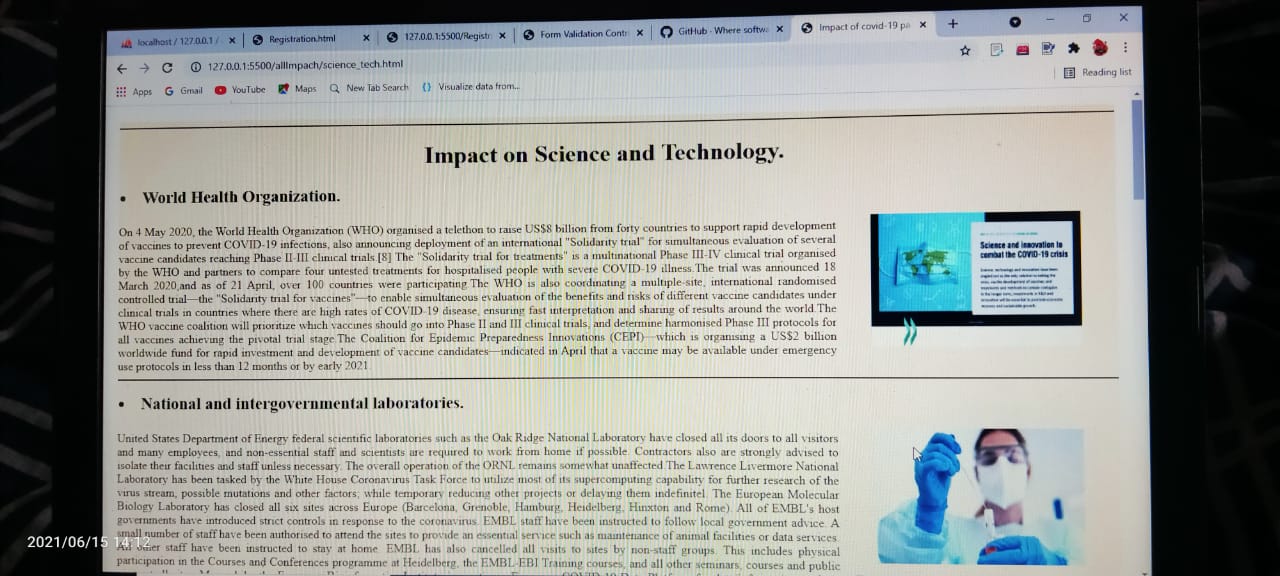 localhost / 127.0.0.1 /
Registration.html
127.0.0.1:5500/Registr
Form Validation Contr
GitHub - Where softwa
Impact of covid-19 pa
127.0.0.1:5500/allImpach/science_tech.html
Apps
Gmail
YouTube
Maps
New Tab Search
Visualize data from...
Reading list
Impact on Science and Technology.
• World Health Organization.
On 4 May 2020, the World Health Organization (WHO) organised a telethon to raise US$8 billion from forty countries to support rapid development
of vaccines to prevent COVID-19 infections, also announcing deployment of an international "Solidarity trial" for simultaneous evaluation of several
vaccine candidates reaching Phase II-III clinical trials.[8] The "Solidarity trial for treatments" is a multinational Phase III-IV clinical trial organised
by the WHO and partners to compare four untested treatments for hospitalised people with severe COVID-19 illness.The trial was announced 18
March 2020,and as of 21 April, over 100 countries were participating.The WHO is also coordinating a multiple-site, international randomised
controlled trial—the "Solidarity trial for vaccines"—to enable simultaneous evaluation of the benefits and risks of different vaccine candidates under
clinical trials in countries where there are high rates of COVID-19 disease, ensuring fast interpretation and sharing of results around the world.The
WHO vaccine coalition will prioritize which vaccines should go into Phase II and III clinical trials, and determine harmonised Phase III protocols for
all vaccines achieving the pivotal trial stage.The Coalition for Epidemic Preparedness Innovations (CEPI)—which is organising a US$2 billion
worldwide fund for rapid investment and development of vaccine candidates—indicated in April that a vaccine may be available under emergency
use protocols in less than 12 months or by early 2021.
Science and innovation to
combat the COVID-19 crisis
• National and intergovernmental laboratories.
United States Department of Energy federal scientific laboratories such as the Oak Ridge National Laboratory have closed all its doors to all visitors
and many employees, and non-essential staff and scientists are required to work from home if possible. Contractors also are strongly advised to
isolate their facilities and staff unless necessary. The overall operation of the ORNL remains somewhat unaffected.The Lawrence Livermore National
Laboratory has been tasked by the White House Coronavirus Task Force to utilize most of its supercomputing capability for further research of the
virus stream, possible mutations and other factors; while temporary reducing other projects or delaying them indefinitel. The European Molecular
Biology Laboratory has closed all six sites across Europe (Barcelona, Grenoble, Hamburg, Heidelberg, Hinxton and Rome). All of EMBL's host
governments have introduced strict controls in response to the coronavirus. EMBL staff have been instructed to follow local government advice. A
small number of staff have been authorised to attend the sites to provide an essential service such as maintenance of animal facilities or data services.
All other staff have been instructed to stay at home. EMBL has also cancelled all visits to sites by non-staff groups. This includes physical
participation in the Courses and Conferences programme at Heidelberg, the EMBL-EBI Training courses, and all other seminars, courses and public
2021/06/15 14:12